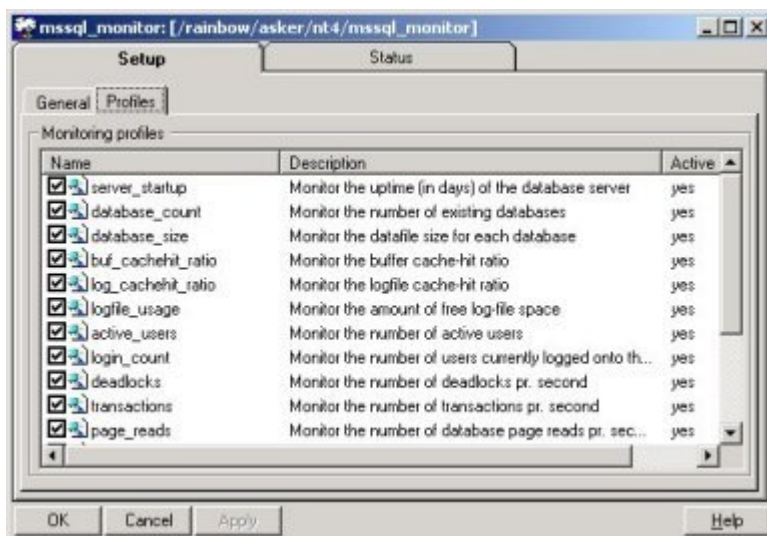 mssql_monitor: [/rainbow/asker/nt4/mssql_monitor]
Setup Status
General Profiles
Monitoring profiles
Name Description Active
server_startup Monitor the uptime (in days) of the database server yes
database_count Monitor the number of existing databases yes
database_size Monitor the datafile size for each database yes
buf_cachehit_ratio Monitor the buffer cache-hit ratio yes
log_cachehit_ratio Monitor the logfile cache-hit ratio yes
logfile_usage Monitor the amount of free log-file space yes
active_users Monitor the number of active users yes
login_count Monitor the number of users currently logged onto th... yes
deadlocks Monitor the number of deadlocks pr. second yes
transactions Monitor the number of transactions pr. second yes
page_reads Monitor the number of database page reads pr. sec... yes
OK Cancel Apply Help